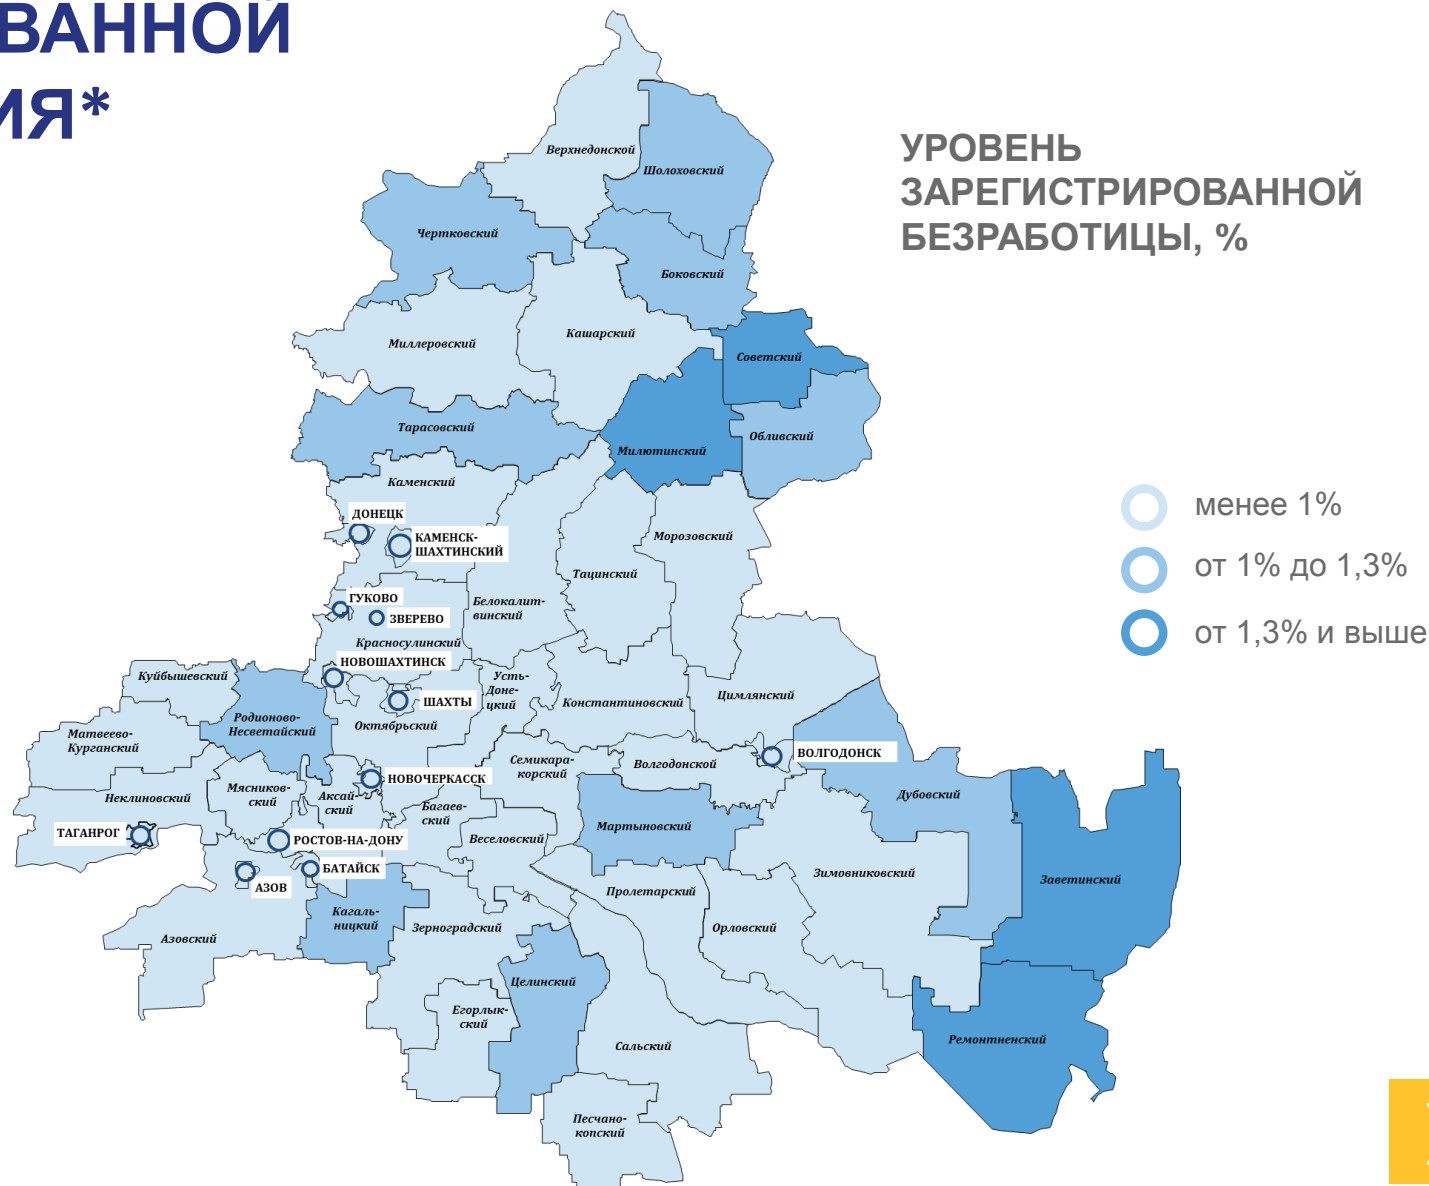 ВАННОЙ
ИЯ*
УРОВЕНЬ
ЗАРЕГИСТРИРОВАННОЙ
БЕЗРАБОТИЦЫ, %
Верхнедонской
Шолоховский
Чертковский
Боковский
Миллеровский
Кашарский
Советский
Тарасовский
Милютинский
Обливский
Каменский
ДОНЕЦК
КАМЕНСК-
ШАХТИНСКИЙ
Морозовский
Тацинский
менее 1%
от 1% до 1,3%
от 1,3% и выше
ГУКОВО
ЗВЕРЕВО
Белокалит-
винский
Красносулинский
НОВОШАХТИНСК
Куйбышевский
Усть-
Доне-
цкий
ШАХТЫ
Константиновский
Цимлянский
Родионово-
Несветайский
Октябрьский
Матвеево-
Курганский
ВОЛГОДОНСК
Семикара-
корский
Волгодонской
НОВОЧЕРКАССК
Неклиновский
Мясников-
ский
Аксай-
ский
Багаев-
ский
Дубовский
ТАГАНРОГ
РОСТОВ-НА-ДОНУ
Веселовский
Мартыновский
БАТАЙСК
АЗОВ
Зимовниковский
Заветинский
Пролетарский
Кагаль-
ницкий
Азовский
Зерноградский
Орловский
Целинский
Егорлык-
ский
Сальский
Ремонтненский
Песчано-
копский